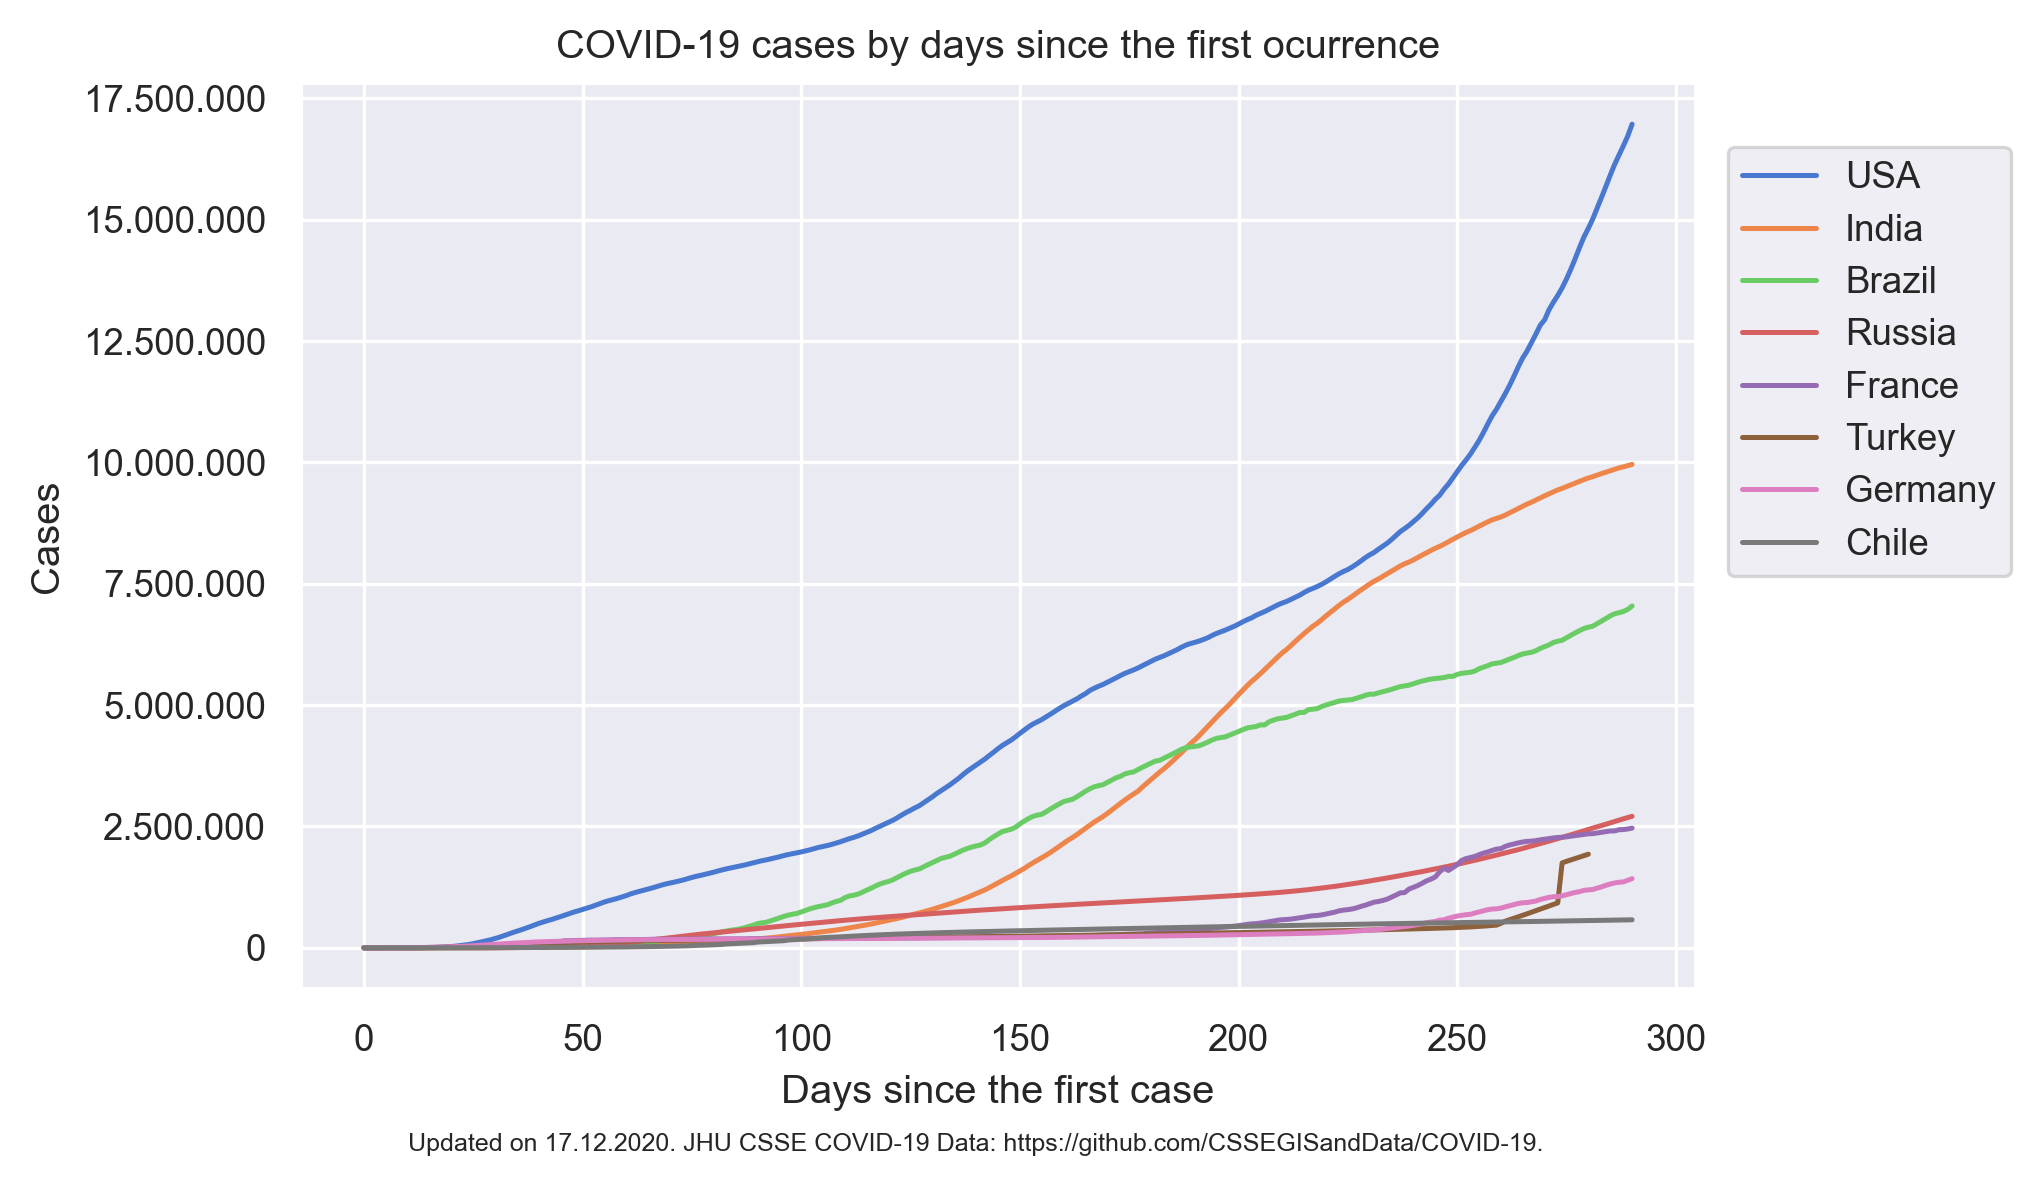 COVID-19 cases by days since the first ocurrence
17.500.000
15.000.000
12.500.000
10.000.000
7.500.000
5.000.000
2.500.000
0
Cases
0 50 100 150 200 250 300
Days since the first case
USA
India
Brazil
Russia
France
Turkey
Germany
Chile
Updated on 17.12.2020. JHU CSSE COVID-19 Data: https://github.com/CSSEGISandData/COVID-19.